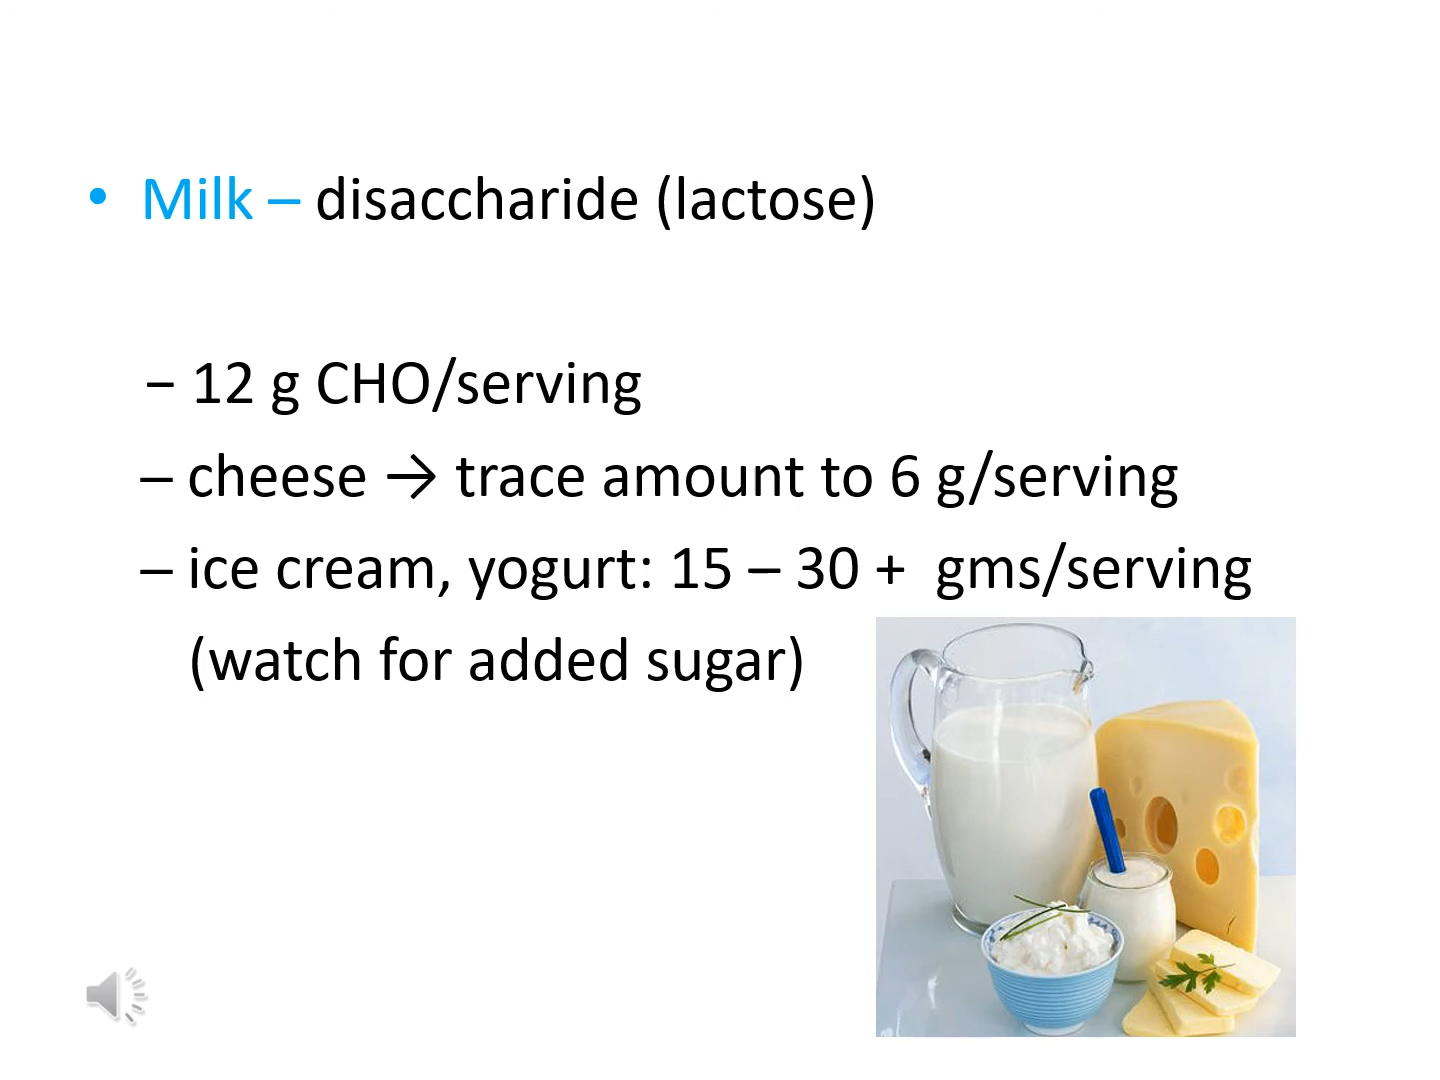 • Milk – disaccharide (lactose)
– 12 g CHO/serving
– cheese → trace amount to 6 g/serving
– ice cream, yogurt: 15 – 30 +  gms/serving
(watch for added sugar)